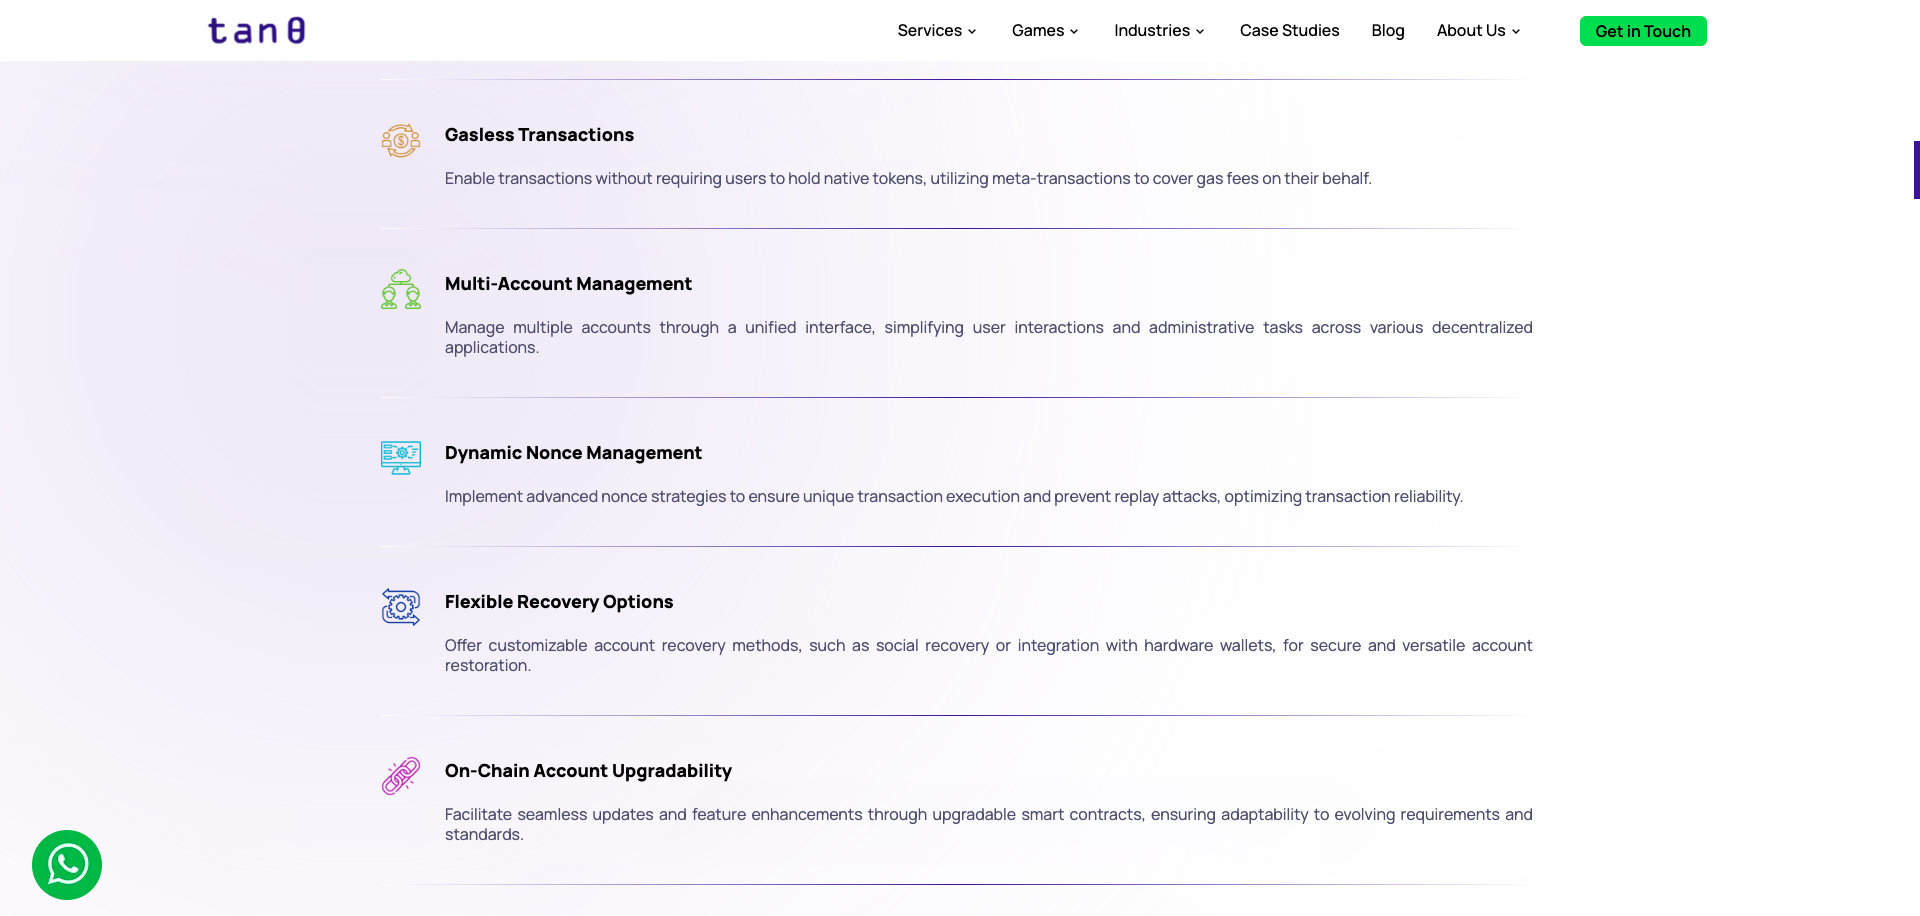 tanθ
Services
Games
Industries
Case Studies
Blog
About Us
Get in Touch
Gasless Transactions
Enable transactions without requiring users to hold native tokens, utilizing meta-transactions to cover gas fees on their behalf.
Multi-Account Management
Manage multiple accounts through a unified interface, simplifying user interactions and administrative tasks across various decentralized
applications.
Dynamic Nonce Management
Implement advanced nonce strategies to ensure unique transaction execution and prevent replay attacks, optimizing transaction reliability.
Flexible Recovery Options
Offer customizable account recovery methods, such as social recovery or integration with hardware wallets, for secure and versatile account
restoration.
On-Chain Account Upgradability
Facilitate seamless updates and feature enhancements through upgradable smart contracts, ensuring adaptability to evolving requirements and
standards.